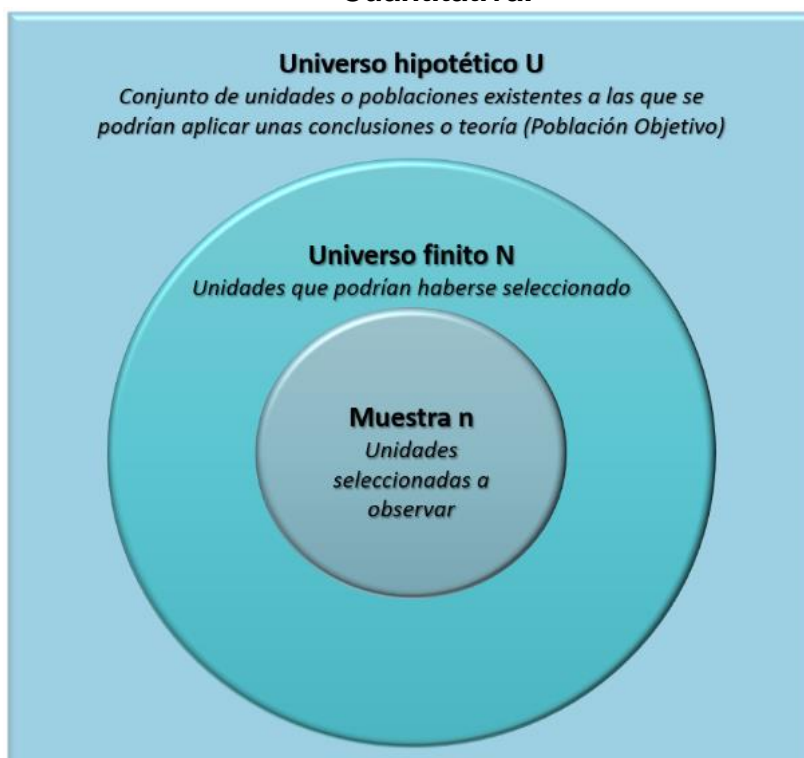 Universo hipotético U
Conjunto de unidades o poblaciones existentes a las que se
podrían aplicar unas conclusiones o teoría (Población Objetivo)
Universo finito N
Unidades que podrían haberse seleccionado
Muestra n
Unidades
seleccionadas a
observar